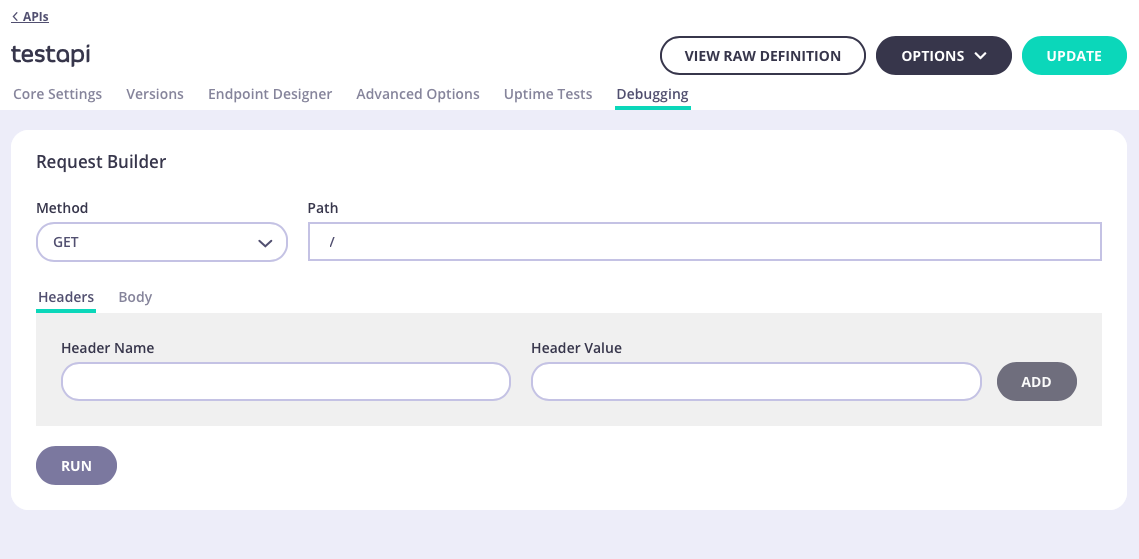 APIs
testapi
VIEW RAW DEFINITION OPTIONS UPDATE
Core Settings Versions Endpoint Designer Advanced Options Uptime Tests Debugging
Request Builder
Method Path
GET /
Headers Body
Header Name Header Value
ADD
RUN